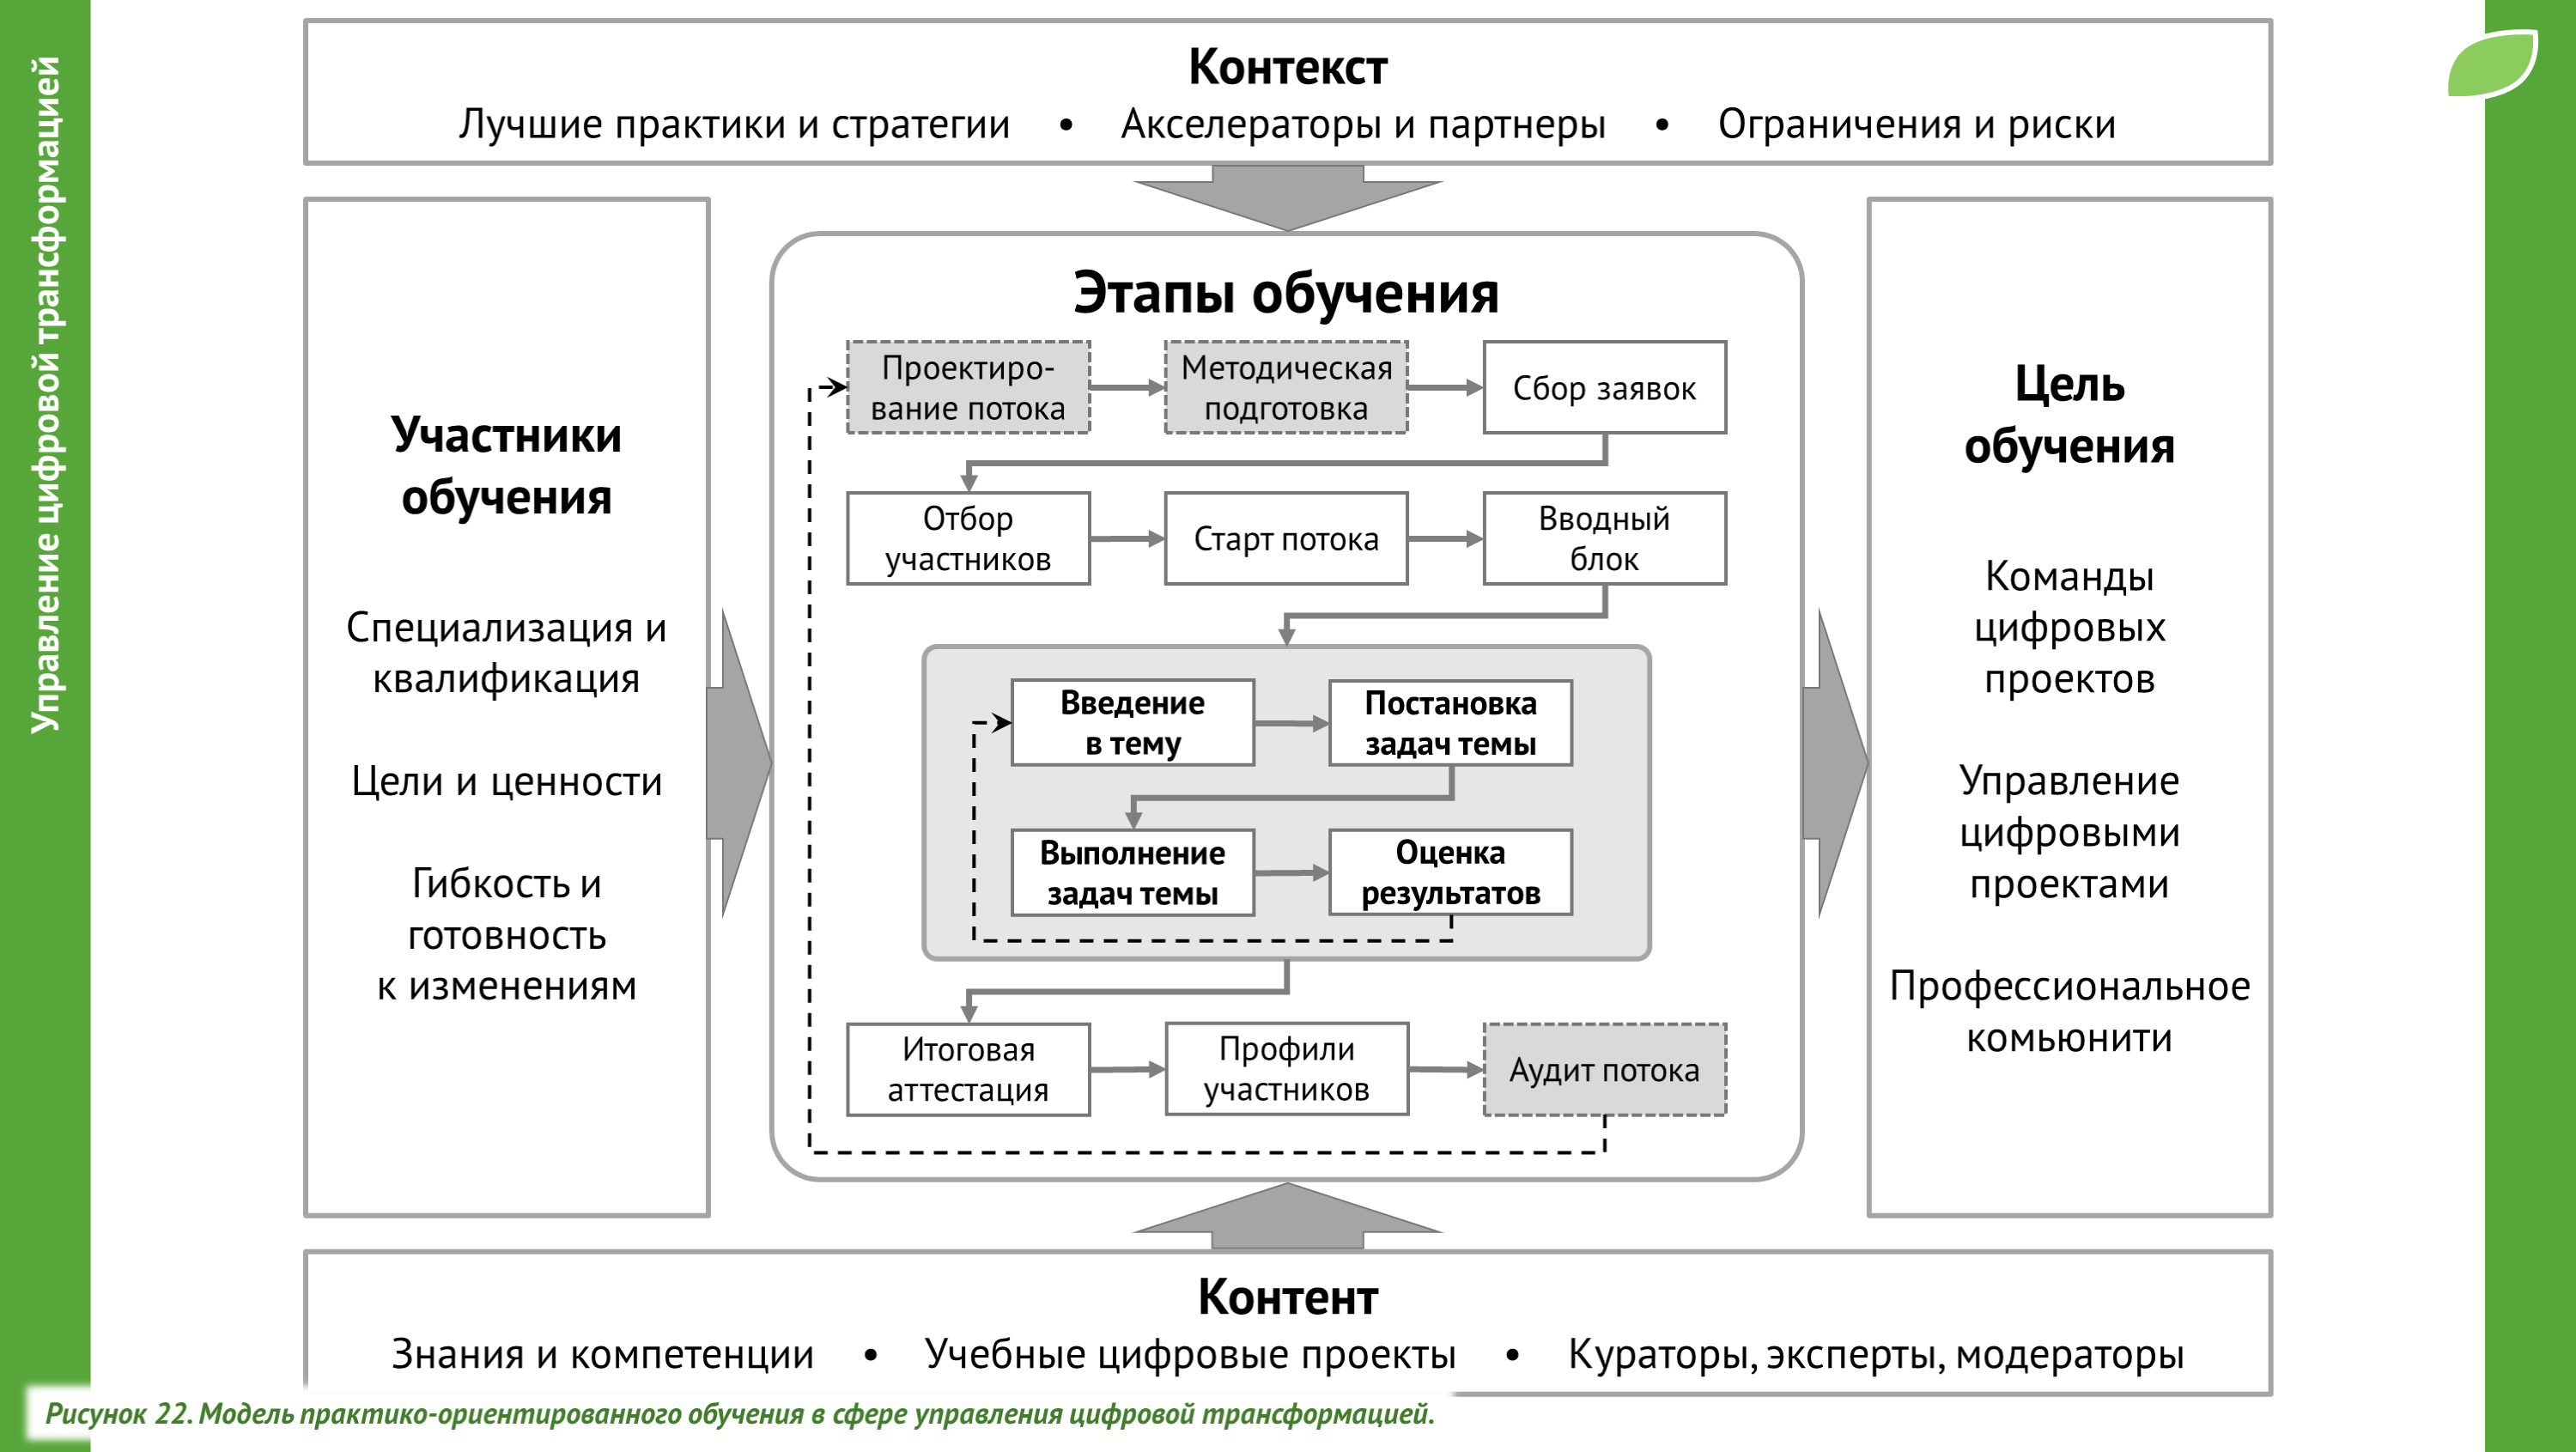 Управление цифровой трансформацией
Контекст
Лучшие практики и стратегии • Акселераторы и партнеры • Ограничения и риски
Участники
обучения
Специализация и
квалификация
Цели и ценности
Гибкость и
готовность
к изменениям
Этапы обучения
Проектиро-
вание потока
Методическая
подготовка
Сбор заявок
Отбор
участников
Старт потока
Вводный
блок
Введение
в тему
Постановка
задач темы
Выполнение
задач темы
Оценка
результатов
Итоговая
аттестация
Профили
участников
Аудит потока
Цель
обучения
Команды
цифровых
проектов
Управление
цифровыми
проектами
Профессиональное
комьюнити
Контент
Знания и компетенции • Учебные цифровые проекты • Кураторы, эксперты, модераторы
Рисунок 22. Модель практико-ориентированного обучения в сфере управления цифровой трансформацией.